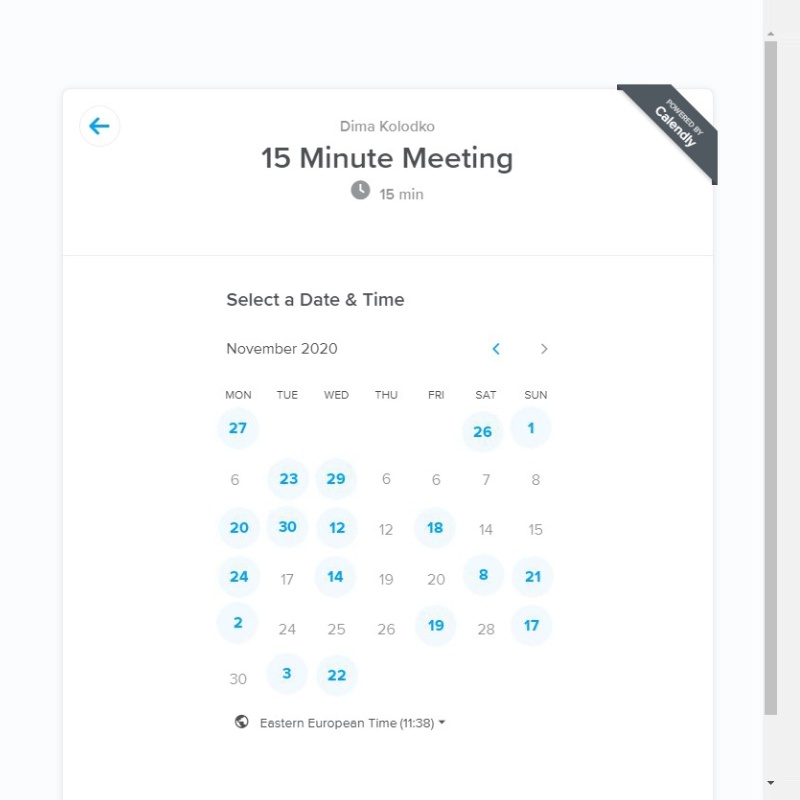 POWERED BY
Calendly
Dima Kolodko
15 Minute Meeting
15 min
Select a Date & Time
November 2020
MON TUE WED THU FRI SAT SUN
27 26 1
6 23 29 6 6 7 8
20 30 12 12 18 14 15
24 17 14 19 20 8 21
2 24 25 26 19 28 17
30 3 22
Eastern European Time (11:38)